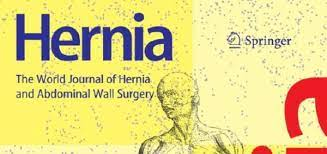 Hernia
Springer
The World Journal of Hernia
and Abdominal Wall Surgery